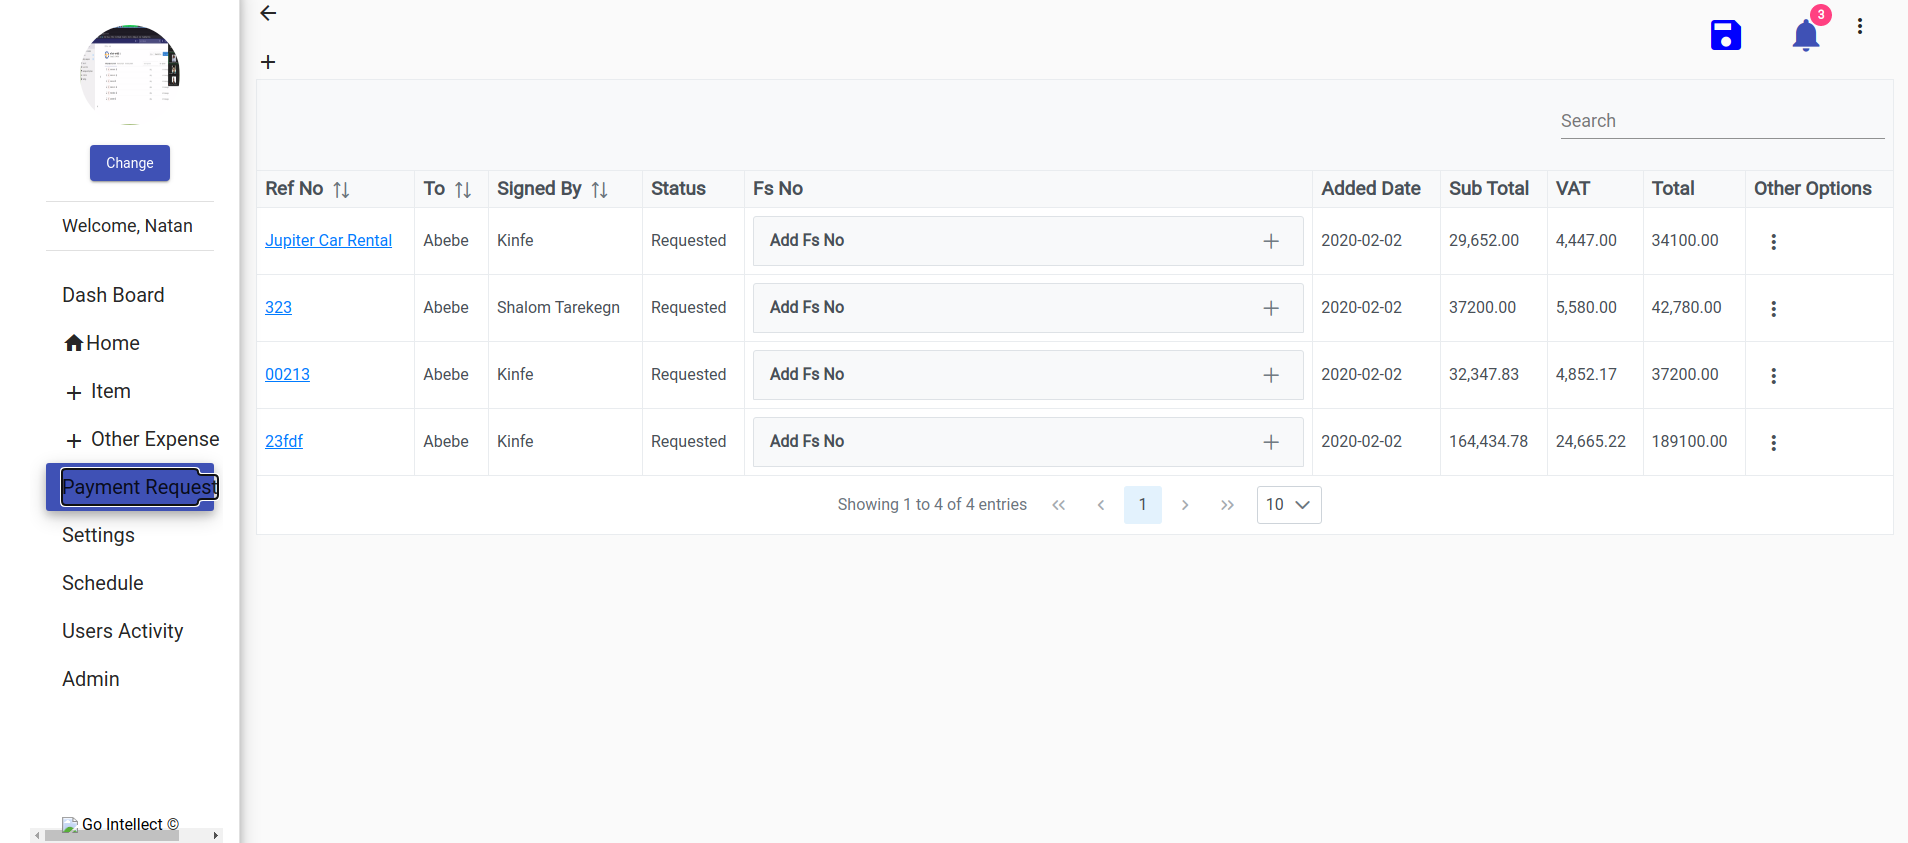 Change
Welcome, Natan
Dash Board
Home
Item
Other Expense
Payment Request
Settings
Schedule
Users Activity
Admin
Go Intellect ©
3
Search
Ref No To Signed By Status Fs No Added Date Sub Total VAT Total Other Options
Jupiter Car Rental Abebe Kinfe Requested Add Fs No 2020-02-02 29,652.00 4,447.00 34100.00
323 Abebe Shalom Tarekegn Requested Add Fs No 2020-02-02 37200.00 5,580.00 42,780.00
00213 Abebe Kinfe Requested Add Fs No 2020-02-02 32,347.83 4,852.17 37200.00
23fdf Abebe Kinfe Requested Add Fs No 2020-02-02 164,434.78 24,665.22 189100.00
Showing 1 to 4 of 4 entries 1 10